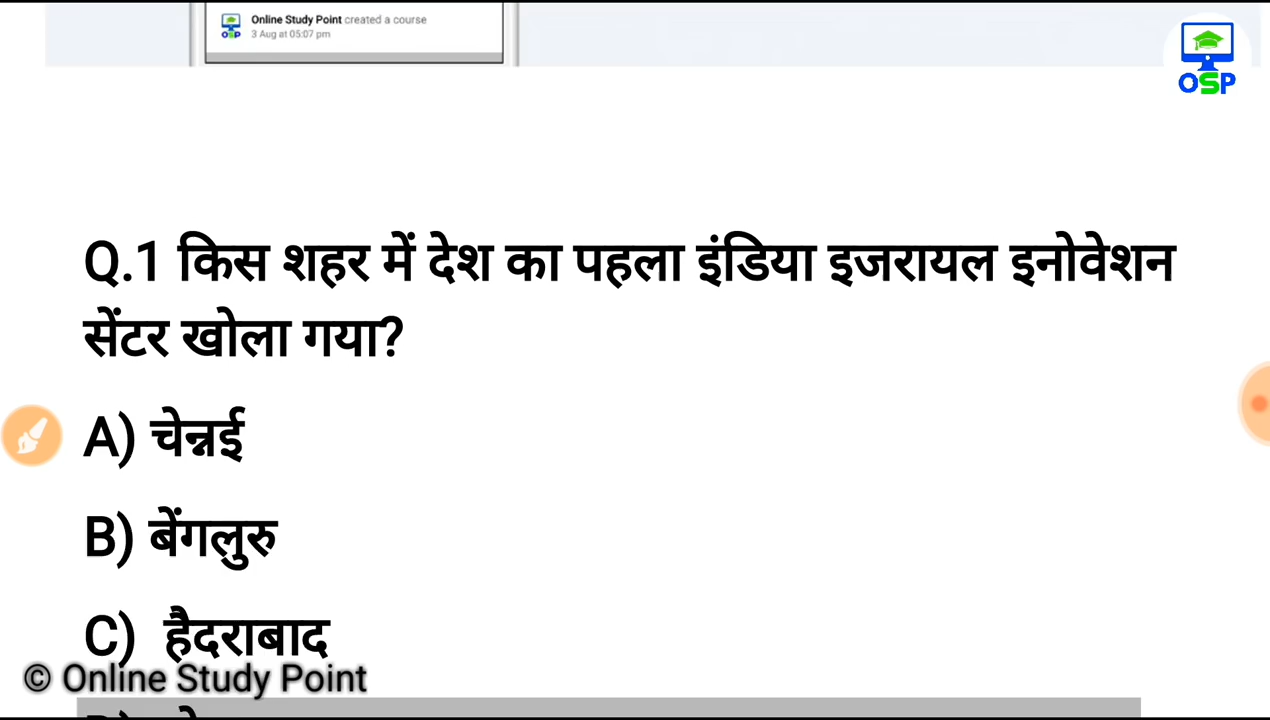 Online Study Point created a course
3 Aug at 05:07 pm
OSP
OSP
Q.1 किस शहर में देश का पहला इंडिया इजरायल इनोवेशन
सेंटर खोला गया?
A) चेन्नई
B) बेंगलुरु
C) हैदराबाद
© Online Study Point